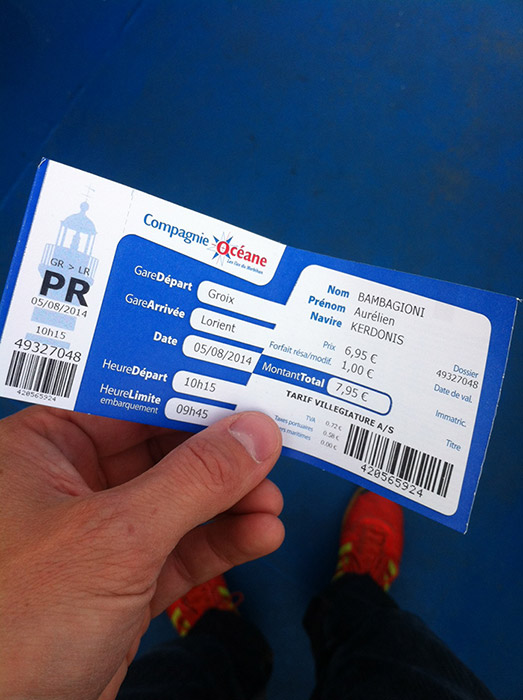 GR > LR
PR
05/08/2014
10h15
49327048
420565924
Compagnie Océane
Les îles du Morbihan
GareDépart Groix
GareArrivée Lorient
Date 05/08/2014
HeureDépart 10h15
HeureLimite 09h45
embarquement
Nom BAMBAGIONI
Prénom Aurélien
Navire KERDONIS
Prix 6,95 €
Forfait résa/modif. 1,00 €
MontantTotal 7,95 €
TARIF VILLEGIATURE A/S
TVA 0.72 €
Taxes portuaires 0.58 €
maritimes 0.00 €
Dossier
49327048
Date de val.
Immatric.
Titre
420565924